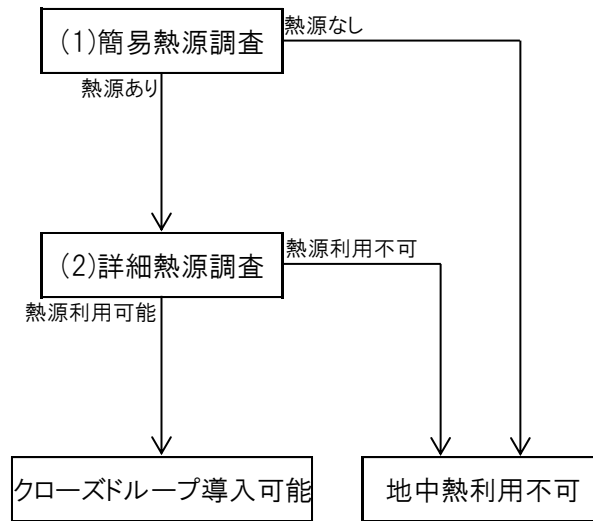 (1)簡易熱源調査
熱源なし
熱源あり
(2)詳細熱源調査
熱源利用不可
熱源利用可能
クローズドループ導入可能
地中熱利用不可